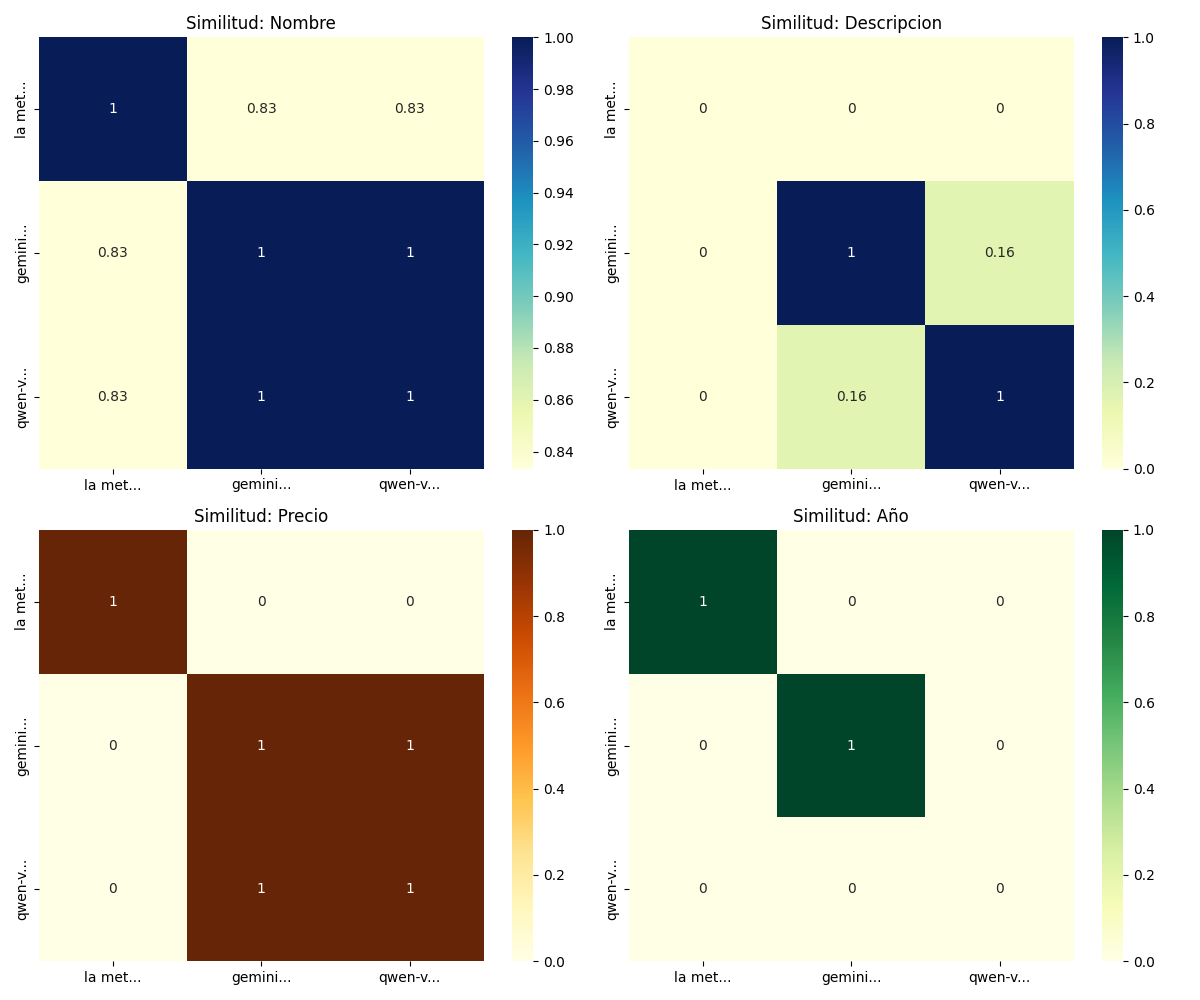 Similitud: Nombre
la met...
gemini...
qwen-v...
1 0.83 0.83
0.83 1 1
0.83 1 1
la met... gemini... qwen-v...
1.00
0.98
0.96
0.94
0.92
0.90
0.88
0.86
0.84
Similitud: Descripcion
la met...
gemini...
qwen-v...
0 0 0
0 1 0.16
0 0.16 1
la met... gemini... qwen-v...
1.0
0.8
0.6
0.4
0.2
0.0
Similitud: Precio
la met...
gemini...
qwen-v...
1 0 0
0 1 1
0 1 1
la met... gemini... qwen-v...
1.0
0.8
0.6
0.4
0.2
0.0
Similitud: Año
la met...
gemini...
qwen-v...
1 0 0
0 1 0
0 0 0
la met... gemini... qwen-v...
1.0
0.8
0.6
0.4
0.2
0.0